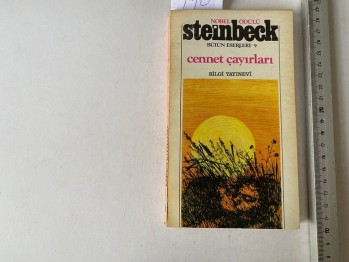 NOBEL ÖDÜLÜ
steinbeck
BÜTÜN ESERLERİ: 9
cennet çayırları
BİLGİ YAYINEVİ